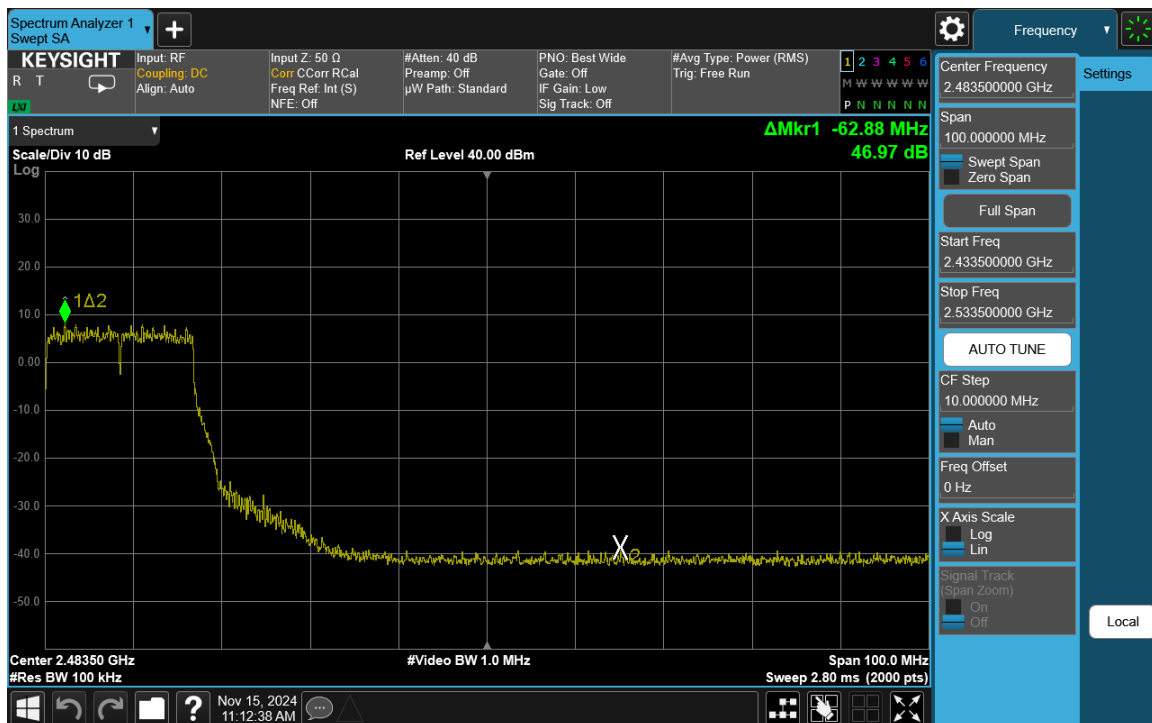 Spectrum Analyzer 1
Swept SA
+
Frequency
KEYSIGHT
R T
LXI
Input: RF
Coupling: DC
Align: Auto
Input Z: 50 Ω
Corr CCorr RCal
Freq Ref: Int (S)
NFE: Off
#Atten: 40 dB
Preamp: Off
µW Path: Standard
PNO: Best Wide
Gate: Off
IF Gain: Low
Sig Track: Off
#Avg Type: Power (RMS)
Trig: Free Run
1 2 3 4 5 6
M W W W W W
P N N N N N
1 Spectrum
Scale/Div 10 dB
Ref Level 40.00 dBm
ΔMkr1 -62.88 MHz
46.97 dB
Log
30.0
20.0
10.0
0.00
-10.0
-20.0
-30.0
-40.0
-50.0
1Δ2
X2
Center 2.48350 GHz
#Res BW 100 kHz
#Video BW 1.0 MHz
Span 100.0 MHz
Sweep 2.80 ms (2000 pts)
?
Nov 15, 2024
11:12:38 AM
Center Frequency
2.483500000 GHz
Span
100.000000 MHz
Swept Span
Zero Span
Full Span
Start Freq
2.433500000 GHz
Stop Freq
2.533500000 GHz
AUTO TUNE
CF Step
10.000000 MHz
Auto
Man
Freq Offset
0 Hz
X Axis Scale
Log
Lin
Signal Track
(Span Zoom)
On
Off
Settings
Local